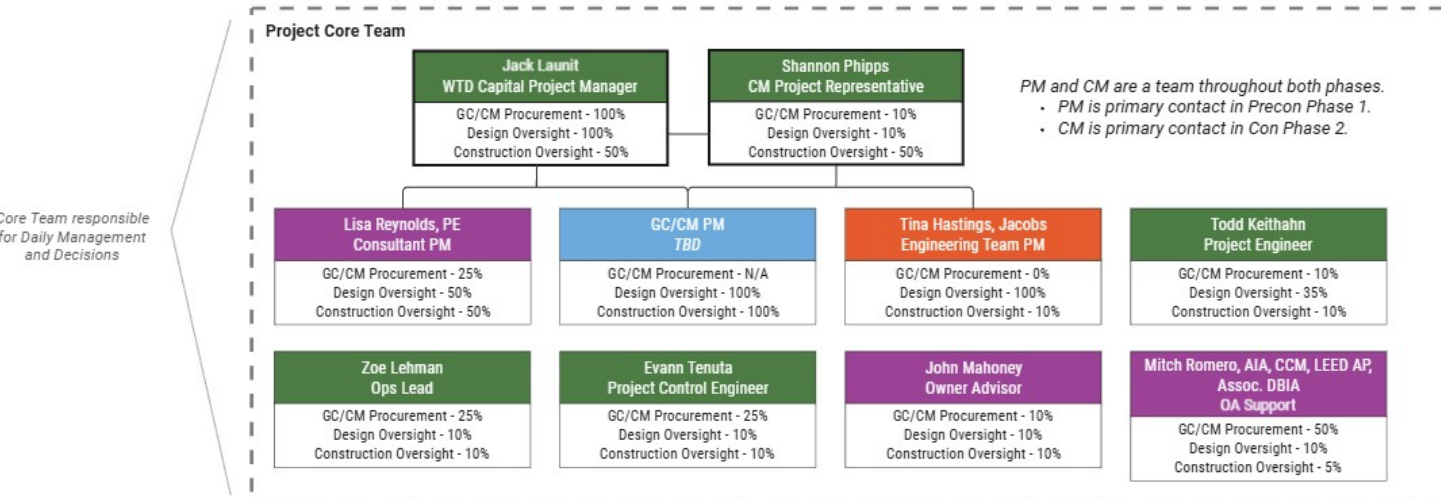 Project Core Team
Jack Launit
WTD Capital Project Manager
GC/CM Procurement - 100%
Design Oversight - 100%
Construction Oversight - 50%
Shannon Phipps
CM Project Representative
GC/CM Procurement - 10%
Design Oversight - 10%
Construction Oversight - 50%
PM and CM are a team throughout both phases.
• PM is primary contact in Precon Phase 1.
• CM is primary contact in Con Phase 2.
Core Team responsible
for Daily Management
and Decisions
Lisa Reynolds, PE
Consultant PM
GC/CM Procurement - 25%
Design Oversight - 50%
Construction Oversight - 50%
GC/CM PM
TBD
GC/CM Procurement - N/A
Design Oversight - 100%
Construction Oversight - 100%
Tina Hastings, Jacobs
Engineering Team PM
GC/CM Procurement - 0%
Design Oversight - 100%
Construction Oversight - 10%
Todd Keithahn
Project Engineer
GC/CM Procurement - 10%
Design Oversight - 35%
Construction Oversight - 10%
Zoe Lehman
Ops Lead
GC/CM Procurement - 25%
Design Oversight - 10%
Construction Oversight - 10%
Evann Tenuta
Project Control Engineer
GC/CM Procurement - 25%
Design Oversight - 10%
Construction Oversight - 10%
John Mahoney
Owner Advisor
GC/CM Procurement - 10%
Design Oversight - 10%
Construction Oversight - 10%
Mitch Romero, AIA, CCM, LEED AP,
Assoc. DBIA
OA Support
GC/CM Procurement - 50%
Design Oversight - 10%
Construction Oversight - 5%